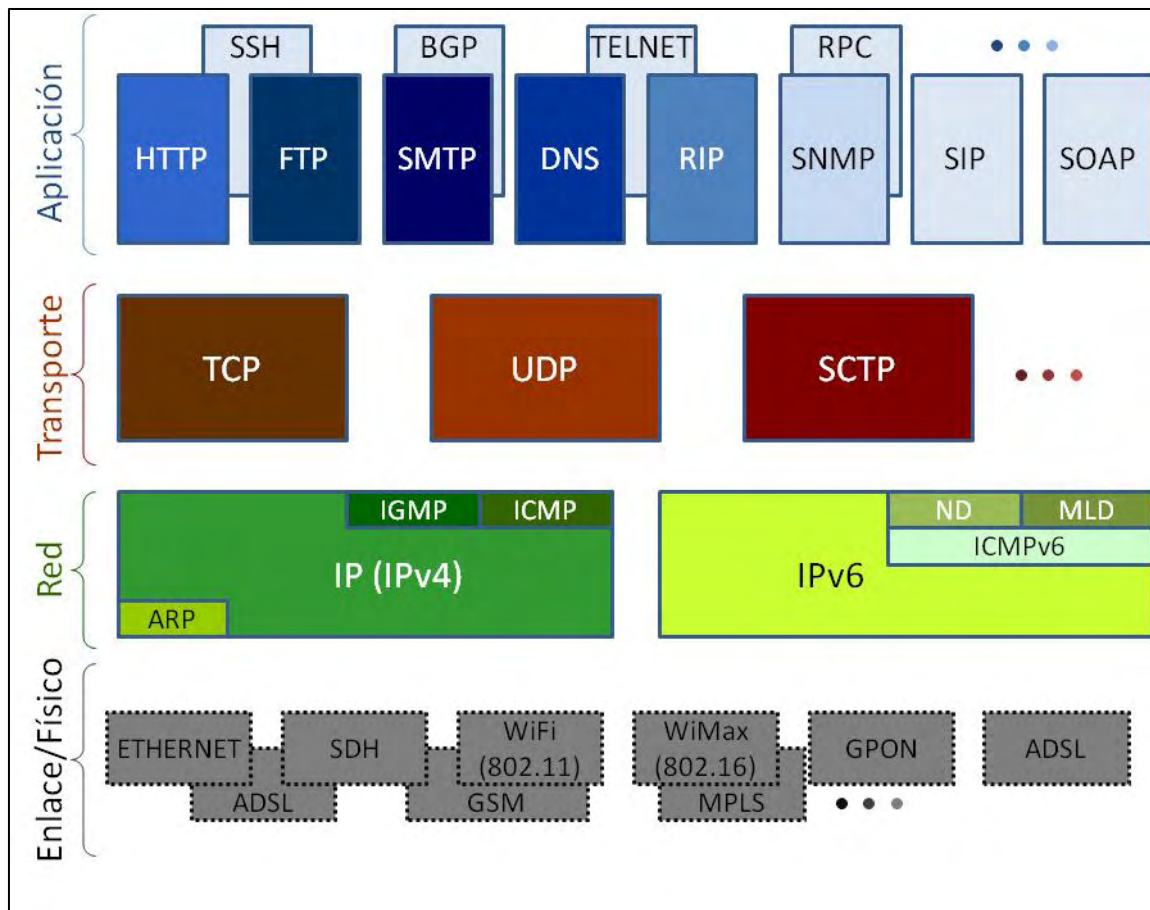 Aplicación
SSH
BGP
TELNET
RPC
HTTP
FTP
SMTP
DNS
RIP
SNMP
SIP
SOAP
Transporte
TCP
UDP
SCTP
Red
IGMP
ICMP
IP (IPv4)
ARP
ND
MLD
ICMPv6
IPv6
Enlace/Físico
ETHERNET
SDH
WiFi
(802.11)
WiMax
(802.16)
GPON
ADSL
ADSL
GSM
MPLS